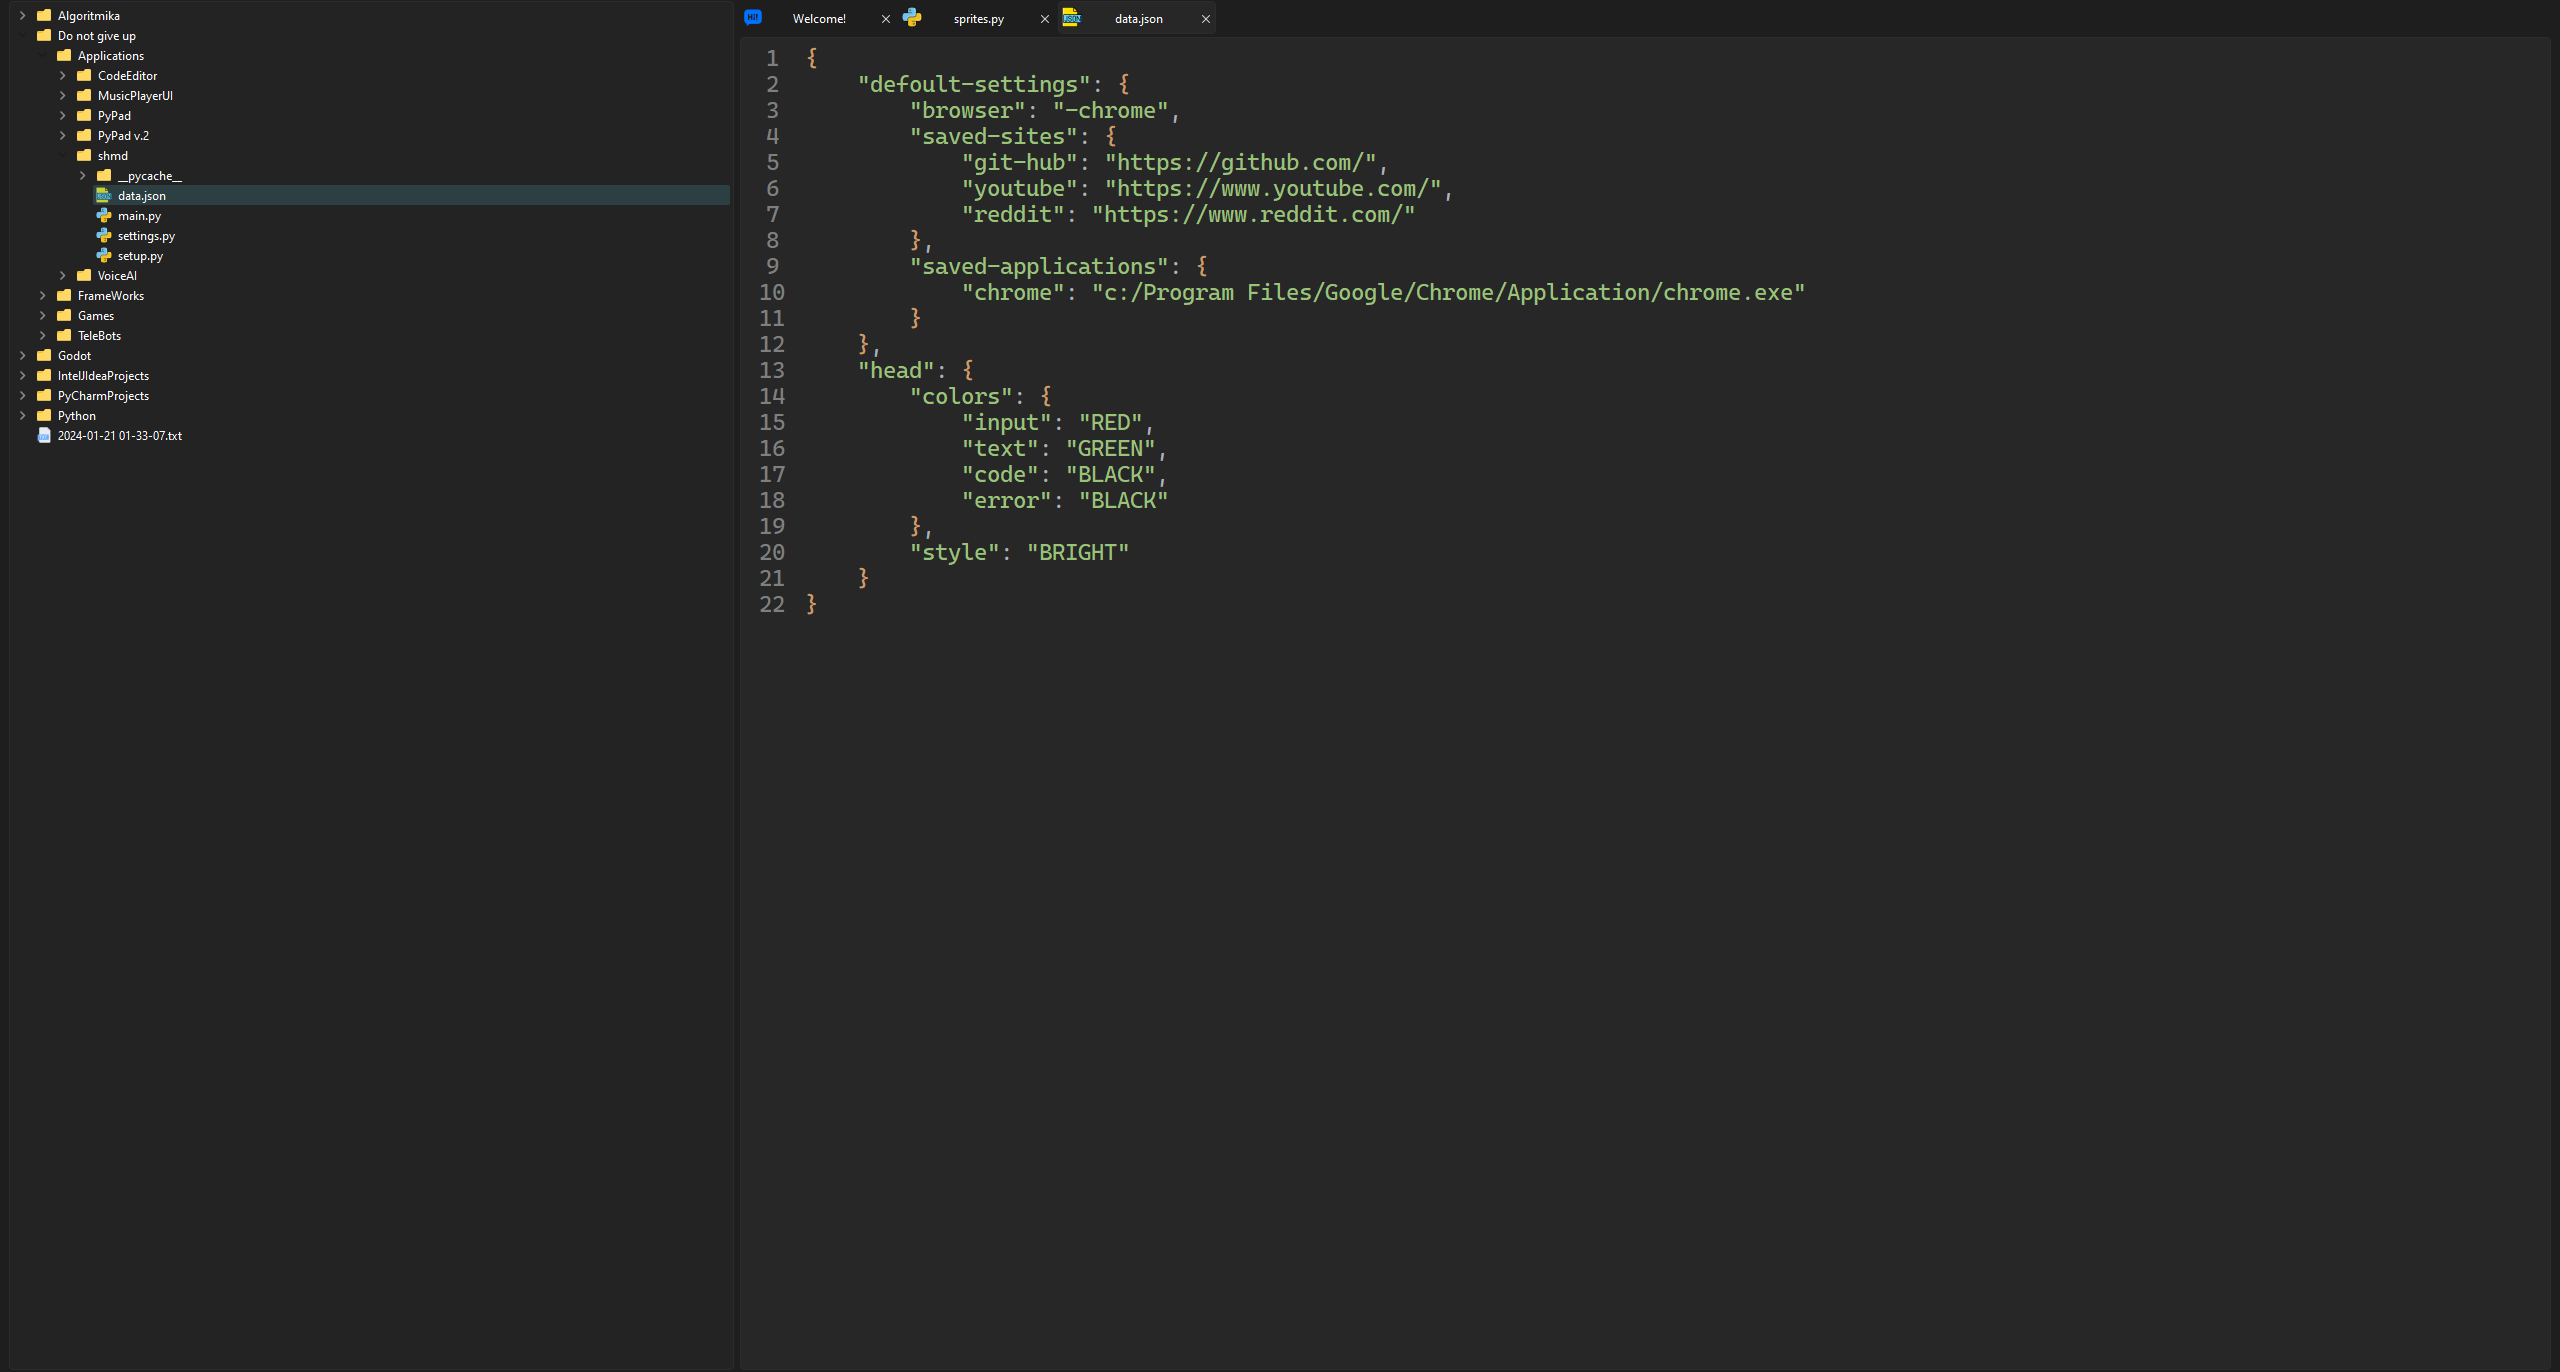 Algoritmika
Do not give up
Applications
CodeEditor
MusicPlayerUI
PyPad
PyPad v.2
shmd
__pycache__
data.json
main.py
settings.py
setup.py
VoiceAI
FrameWorks
Games
TeleBots
Godot
IntelJIdeaProjects
PyCharmProjects
Python
2024-01-21 01-33-07.txt
Hi! Welcome! sprites.py JSON data.json
1 {
2     "defoult-settings": {
3         "browser": "-chrome",
4         "saved-sites": {
5             "git-hub": "https://github.com/",
6             "youtube": "https://www.youtube.com/",
7             "reddit": "https://www.reddit.com/"
8         },
9         "saved-applications": {
10             "chrome": "c:/Program Files/Google/Chrome/Application/chrome.exe"
11         }
12     },
13     "head": {
14         "colors": {
15             "input": "RED",
16             "text": "GREEN",
17             "code": "BLACK",
18             "error": "BLACK"
19         },
20         "style": "BRIGHT"
21     }
22 }